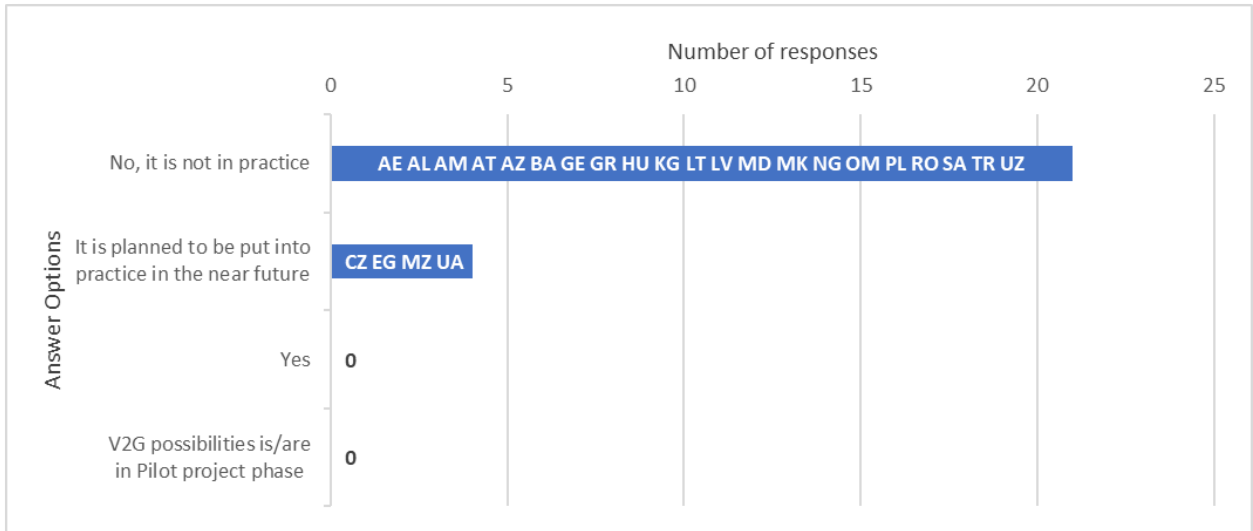 Number of responses
0 5 10 15 20 25
Answer Options
No, it is not in practice
AE AL AM AT AZ BA GE GR HU KG LT LV MD MK NG OM PL RO SA TR UZ
It is planned to be put into
practice in the near future
CZ EG MZ UA
Yes
0
V2G possibilities is/are
in Pilot project phase
0